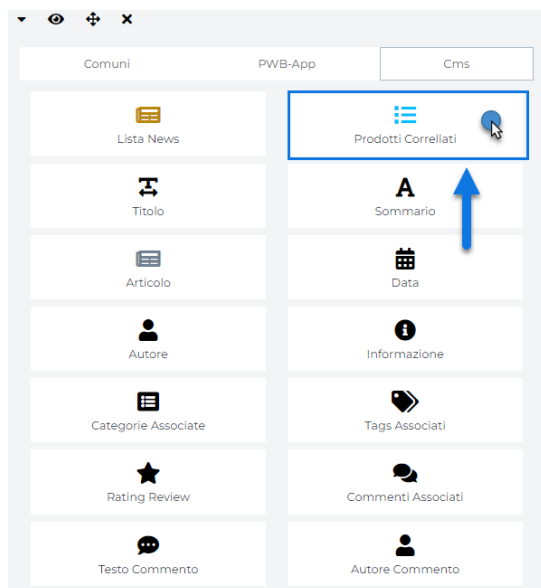 Comuni PWB-App Cms
Lista News Prodotti Correllati
Titolo Sommario
Articolo Data
Autore Informazione
Categorie Associate Tags Associati
Rating Review Commenti Associati
Testo Commento Autore Commento